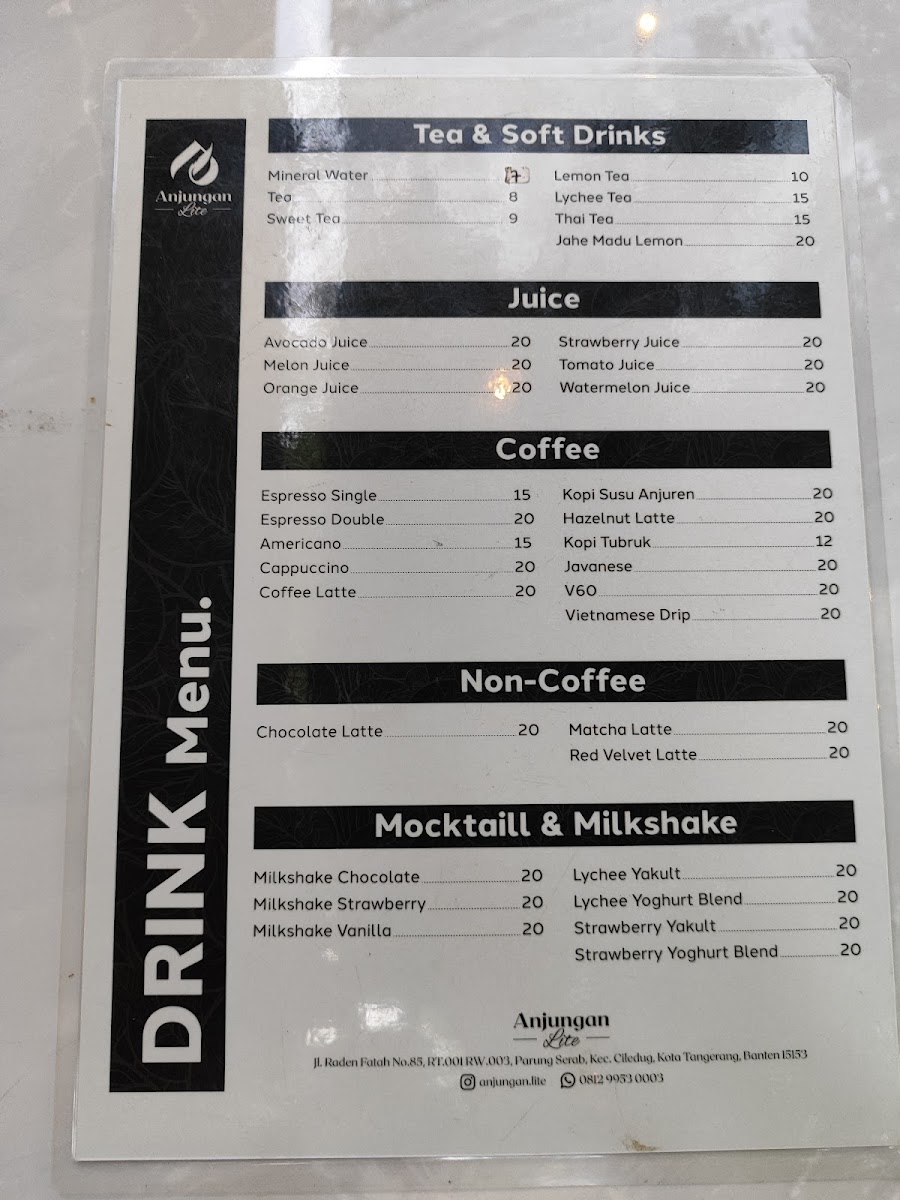 Anjungan
Lite
DRINK Menu.
Tea & Soft Drinks
Mineral Water 7
Tea 8
Sweet Tea 9
Lemon Tea 10
Lychee Tea 15
Thai Tea 15
Jahe Madu Lemon 20
Juice
Avocado Juice 20
Melon Juice 20
Orange Juice 20
Strawberry Juice 20
Tomato Juice 20
Watermelon Juice 20
Coffee
Espresso Single 15
Espresso Double 20
Americano 15
Cappuccino 20
Coffee Latte 20
Kopi Susu Anjuren 20
Hazelnut Latte 20
Kopi Tubruk 12
Javanese 20
V60 20
Vietnamese Drip 20
Non-Coffee
Chocolate Latte 20
Matcha Latte 20
Red Velvet Latte 20
Mocktaill & Milkshake
Milkshake Chocolate 20
Milkshake Strawberry 20
Milkshake Vanilla 20
Lychee Yakult 20
Lychee Yoghurt Blend 20
Strawberry Yakult 20
Strawberry Yoghurt Blend 20
Anjungan
Lite
Jl. Raden Fatah No.85, RT.001 RW.003, Parung Serab, Kec. Ciledug, Kota Tangerang, Banten 15153
anjungan.lite 0812 9953 0003